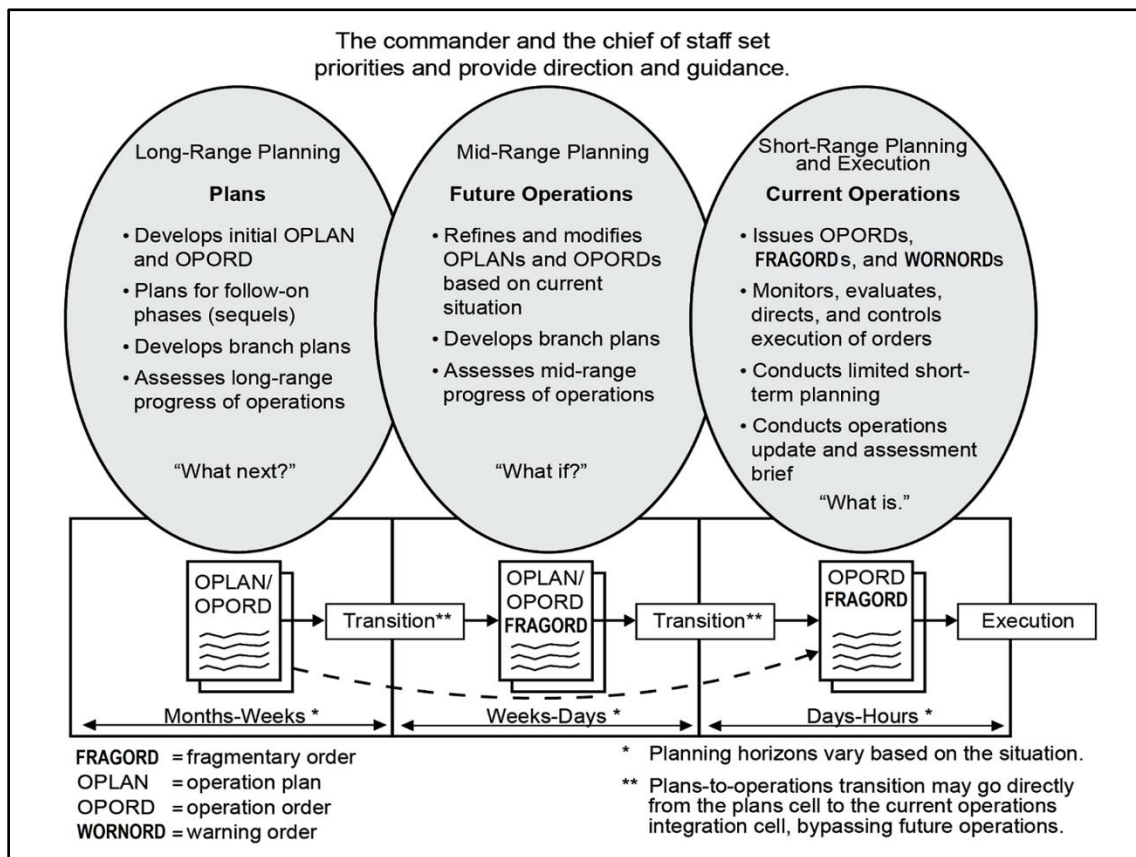 The commander and the chief of staff set
priorities and provide direction and guidance.
Long-Range Planning
Plans
• Develops initial OPLAN
and OPORD
• Plans for follow-on
phases (sequels)
• Develops branch plans
• Assesses long-range
progress of operations
“What next?”
Mid-Range Planning
Future Operations
• Refines and modifies
OPLANs and OPORDs
based on current
situation
• Develops branch plans
• Assesses mid-range
progress of operations
“What if?”
Short-Range Planning
and Execution
Current Operations
• Issues OPORDs,
FRAGORDs, and WORNORDs
• Monitors, evaluates,
directs, and controls
execution of orders
• Conducts limited short-
term planning
• Conducts operations
update and assessment
brief
“What is.”
OPLAN/
OPORD
Transition**
OPLAN/
OPORD
FRAGORD
Transition**
OPORD
FRAGORD
Execution
Months-Weeks *
Weeks-Days *
Days-Hours *
FRAGORD = fragmentary order
OPLAN = operation plan
OPORD = operation order
WORNORD = warning order
* Planning horizons vary based on the situation.
** Plans-to-operations transition may go directly
from the plans cell to the current operations
integration cell, bypassing future operations.